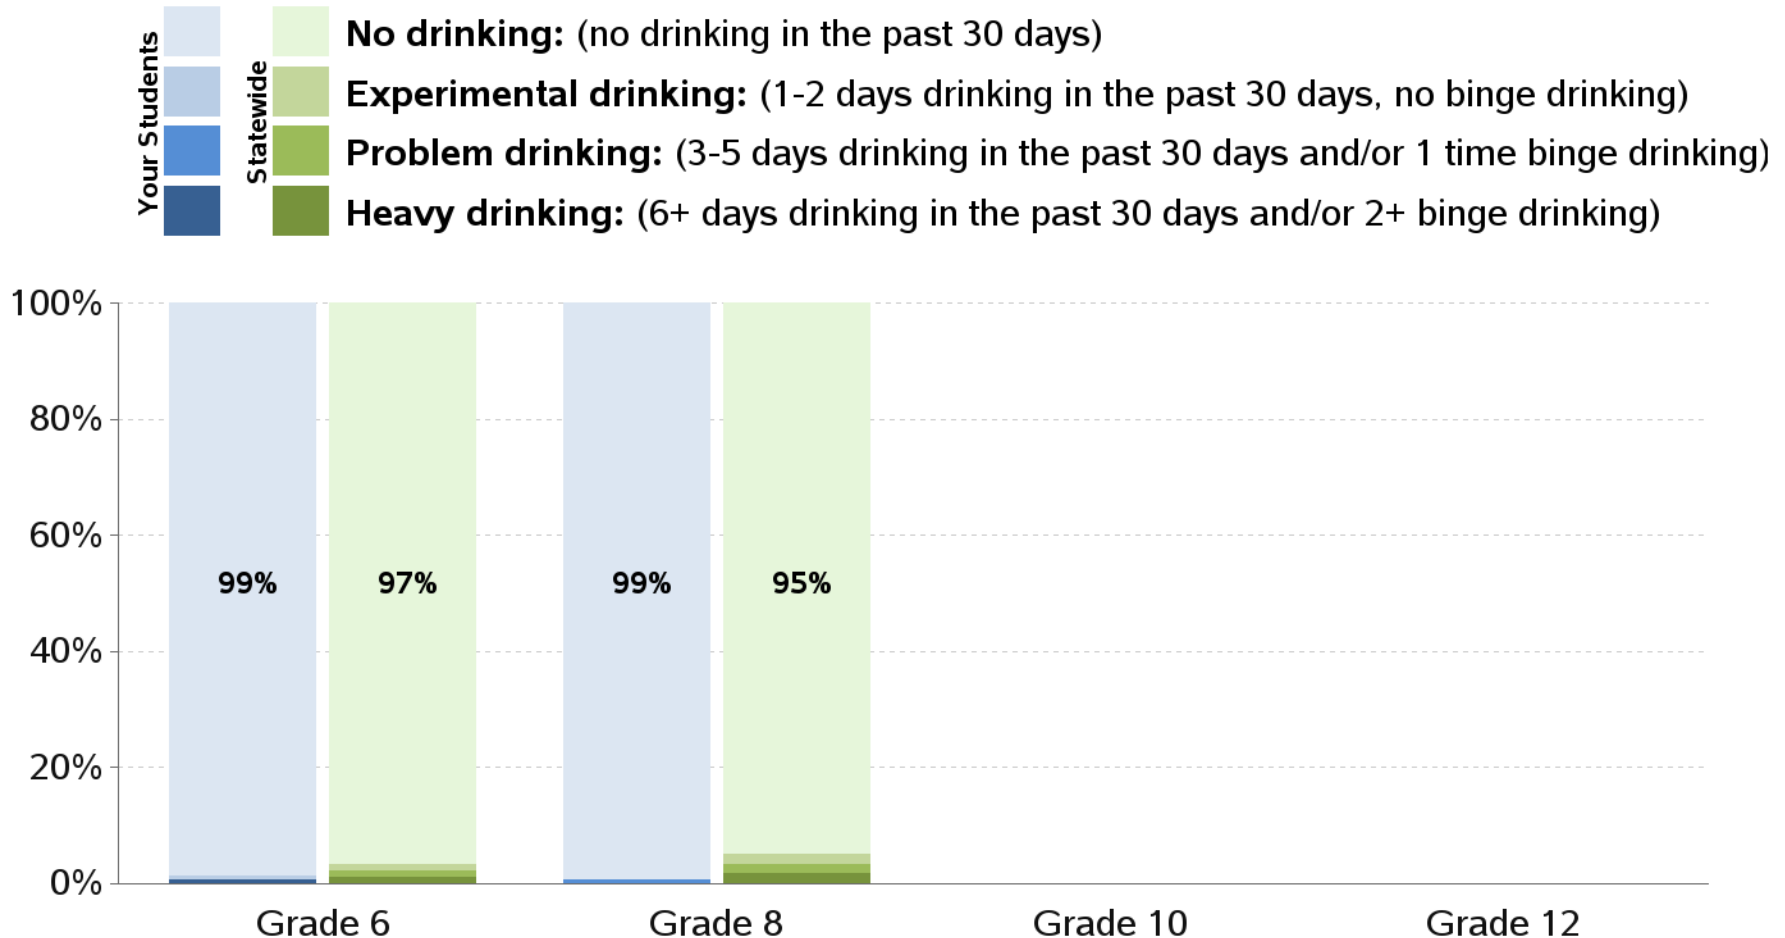 Your Students
Statewide
No drinking: (no drinking in the past 30 days)
Experimental drinking: (1-2 days drinking in the past 30 days, no binge drinking)
Problem drinking: (3-5 days drinking in the past 30 days and/or 1 time binge drinking)
Heavy drinking: (6+ days drinking in the past 30 days and/or 2+ binge drinking)
100%
80%
60%
40%
20%
0%
99%
97%
99%
95%
Grade 6
Grade 8
Grade 10
Grade 12